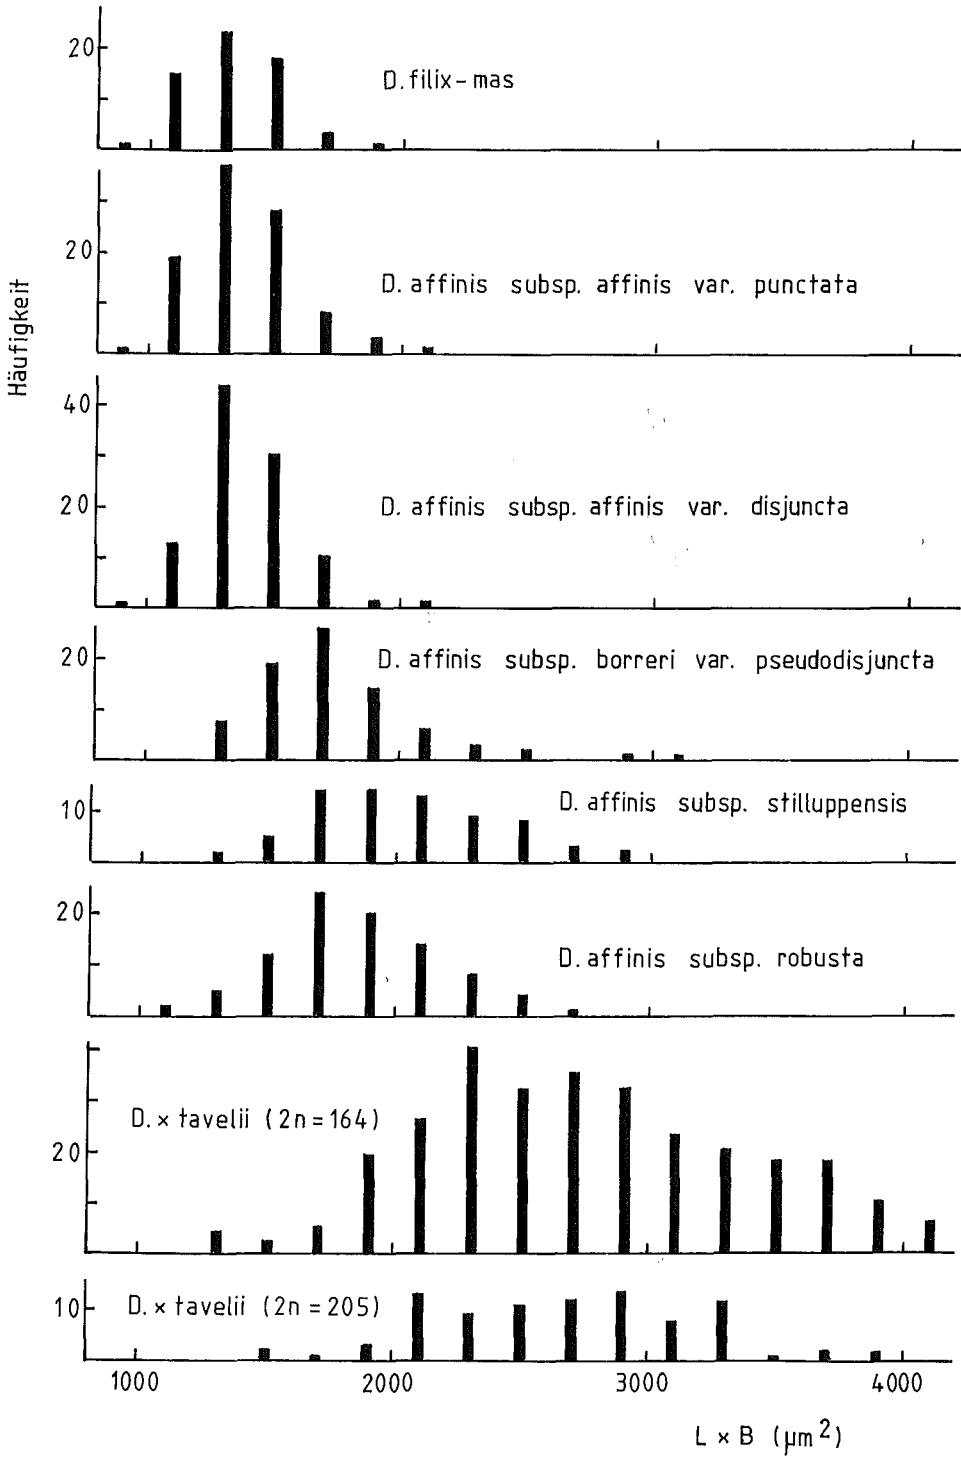 20
D. filix-mas
20
D. affinis subsp. affinis var. punctata
Häufigkeit
40
20
D. affinis subsp. affinis var. disjuncta
20
D. affinis subsp. borreri var. pseudodisjuncta
10
D. affinis subsp. stilluppensis
20
D. affinis subsp. robusta
D. × tavelii (2n = 164)
20
10
D. × tavelii (2n = 205)
1000 2000 3000 4000
L × B (µm²)